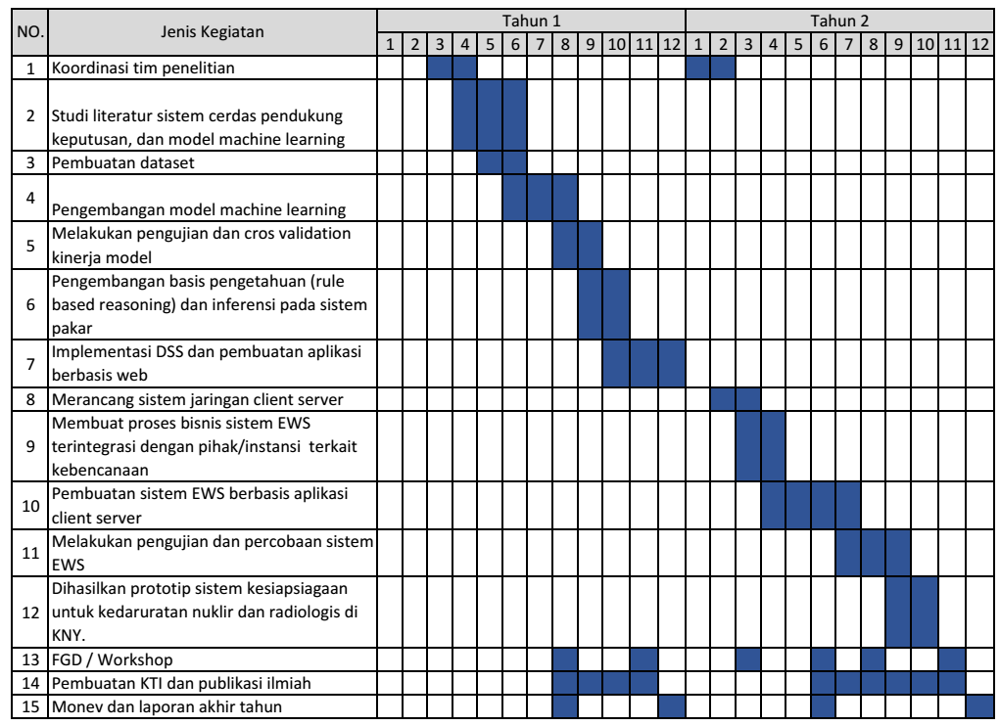 NO. Jenis Kegiatan Tahun 1 Tahun 2
1 2 3 4 5 6 7 8 9 10 11 12 1 2 3 4 5 6 7 8 9 10 11 12
1 Koordinasi tim penelitian
2 Studi literatur sistem cerdas pendukung
keputusan, dan model machine learning
3 Pembuatan dataset
4 Pengembangan model machine learning
5 Melakukan pengujian dan cros validation
kinerja model
Pengembangan basis pengetahuan (rule
6 based reasoning) dan inferensi pada sistem
pakar
7 Implementasi DSS dan pembuatan aplikasi
berbasis web
8 Merancang sistem jaringan client server
Membuat proses bisnis sistem EWS
9 terintegrasi dengan pihak/instansi terkait
kebencanaan
10 Pembuatan sistem EWS berbasis aplikasi
client server
11 Melakukan pengujian dan percobaan sistem
EWS
Dihasilkan prototip sistem kesiapsiagaan
12 untuk kedaruratan nuklir dan radiologis di
KNY.
13 FGD / Workshop
14 Pembuatan KTI dan publikasi ilmiah
15 Monev dan laporan akhir tahun